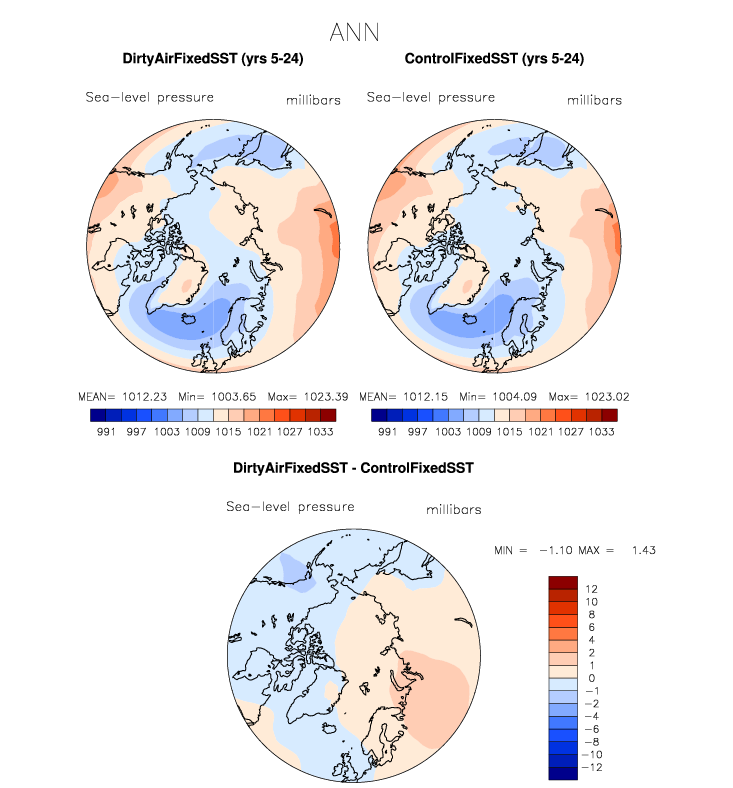 ANN
DirtyAirFixedSST (yrs 5-24)
ControlFixedSST (yrs 5-24)
Sea-level pressure millibars
Sea-level pressure millibars
MEAN= 1012.23 Min= 1003.65 Max= 1023.39
MEAN= 1012.15 Min= 1004.09 Max= 1023.02
991 997 1003 1009 1015 1021 1027 1033
991 997 1003 1009 1015 1021 1027 1033
DirtyAirFixedSST - ControlFixedSST
Sea-level pressure millibars
MIN = -1.10 MAX = 1.43
12
10
8
6
4
2
1
0
-1
-2
-4
-6
-8
-10
-12